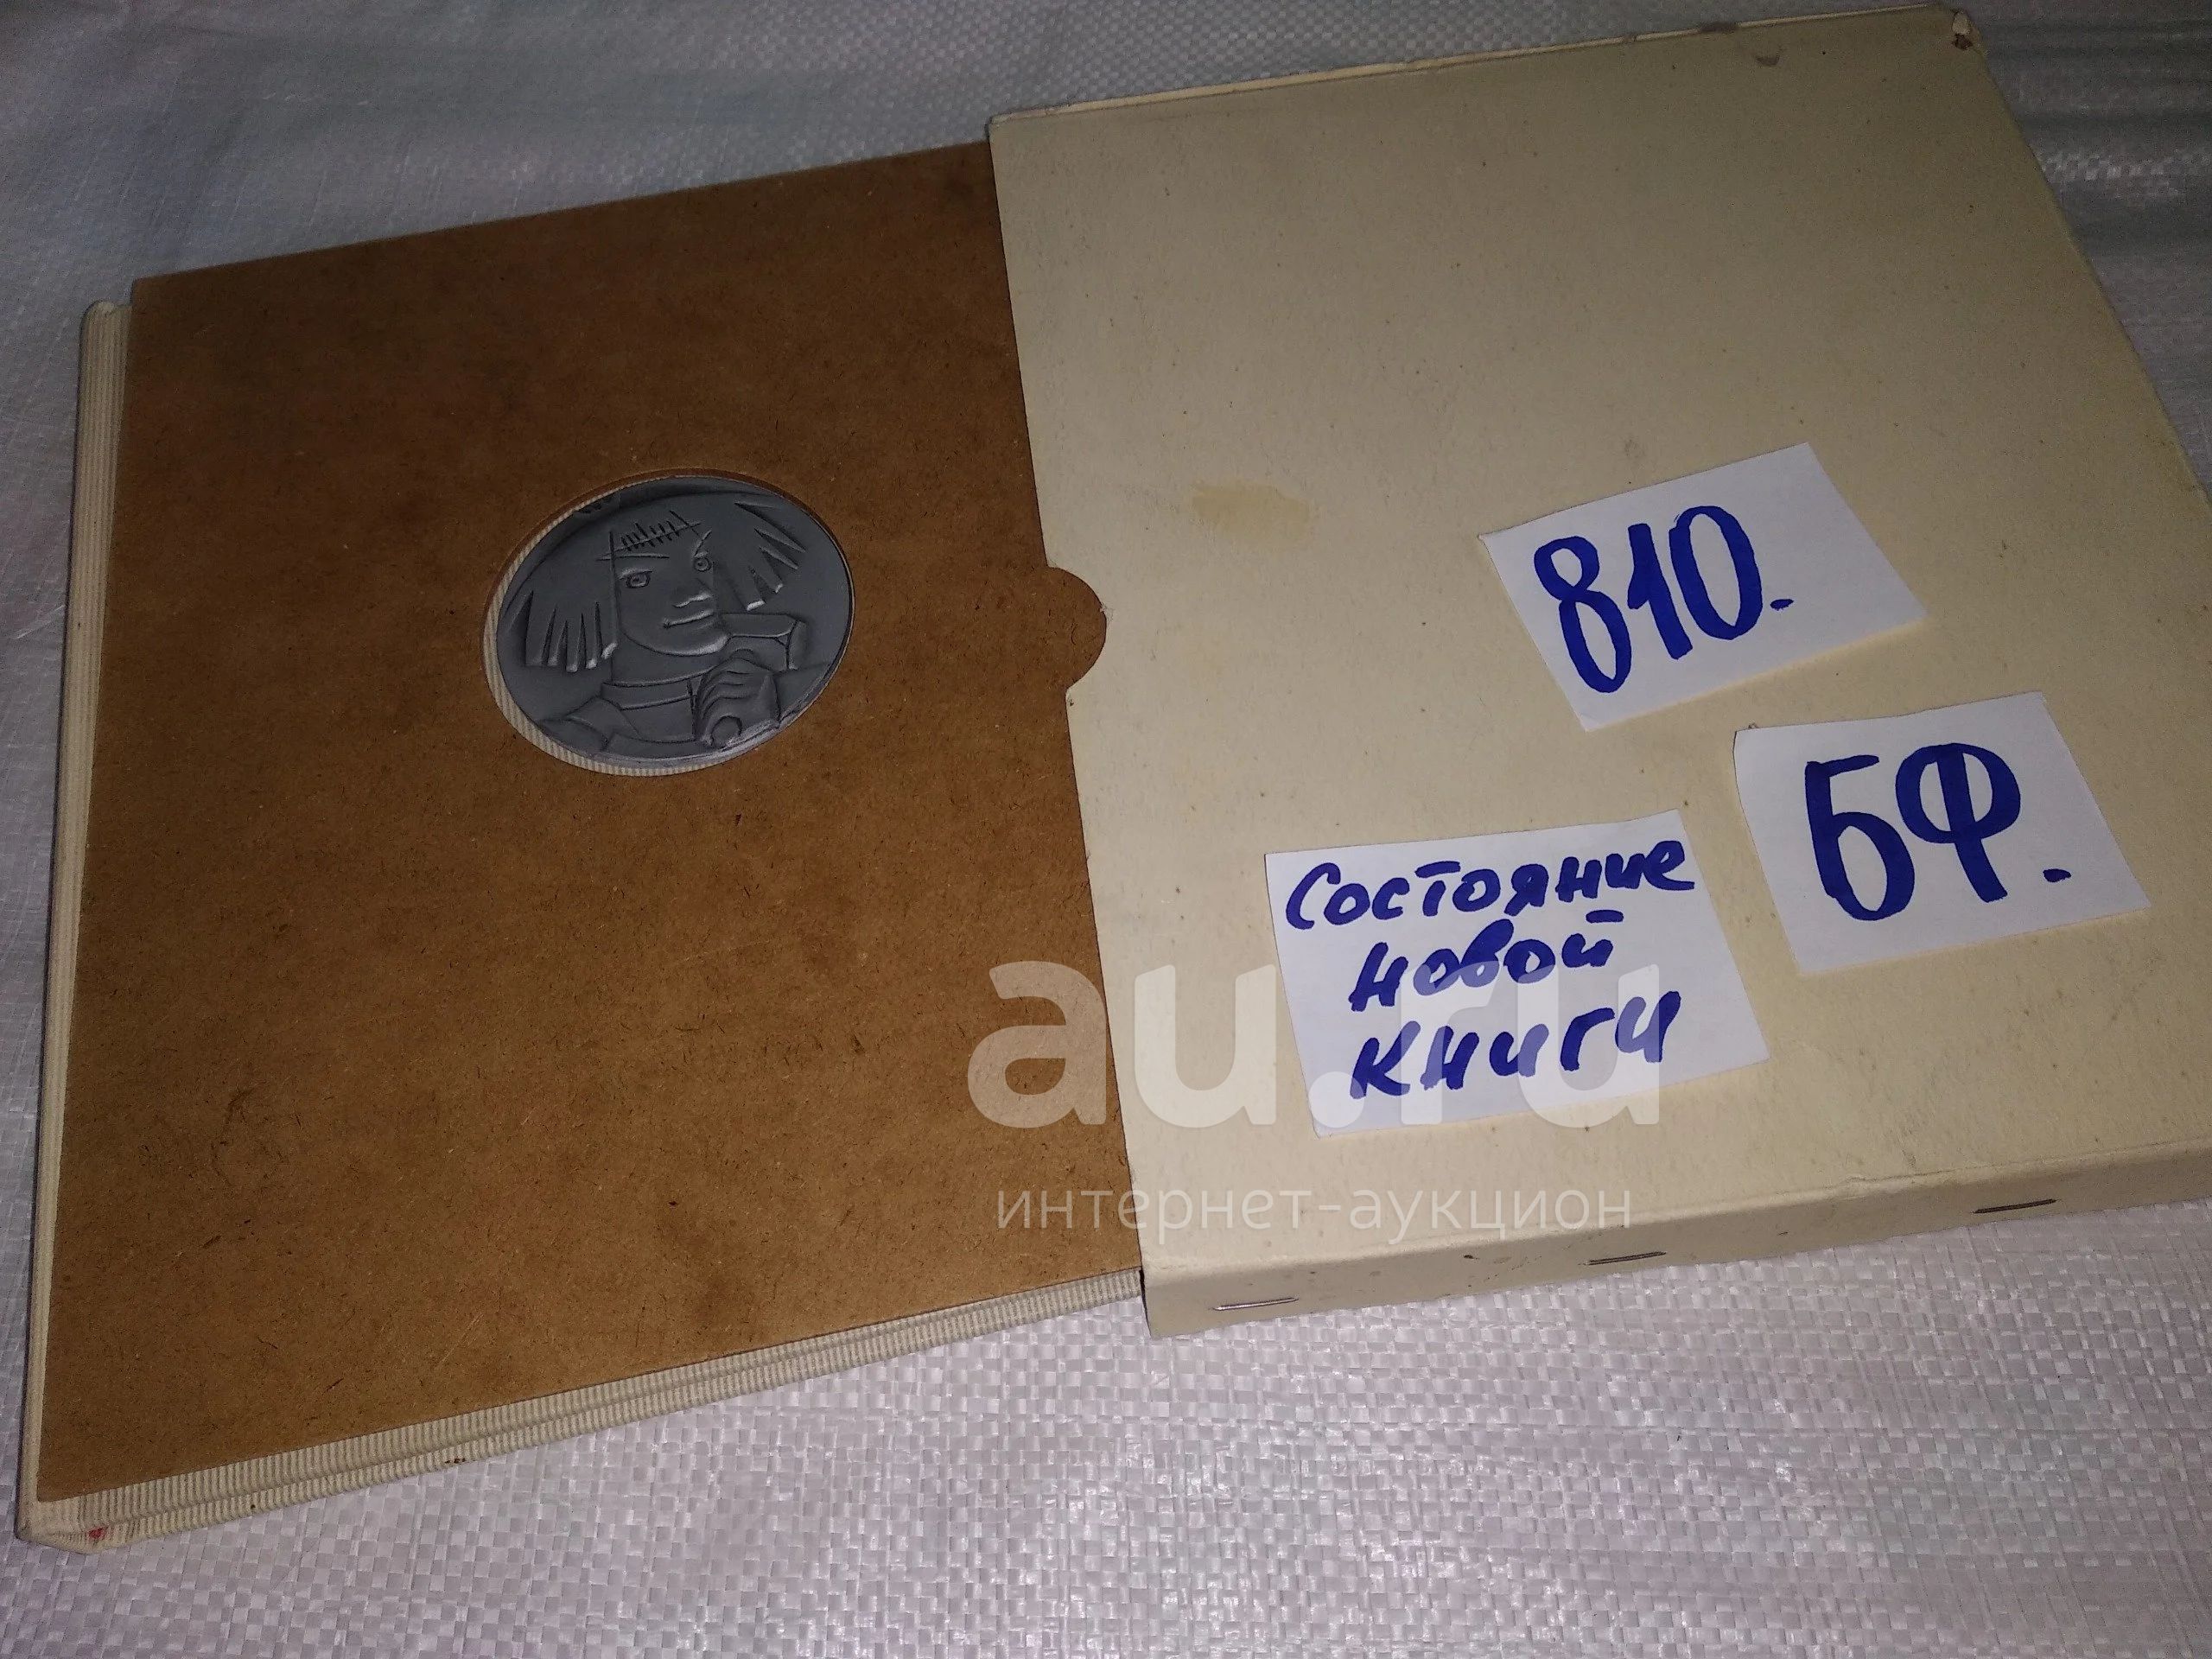 810.
БФ.
Состояние
новой
книги
au.ru
интернет-аукцион